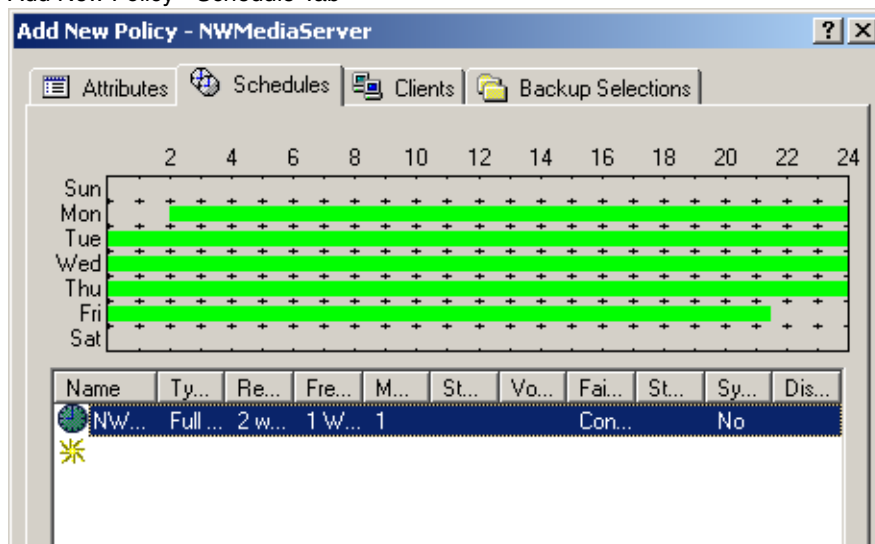 Add New Policy - Schedule Tab
Add New Policy - NWMediaServer ? X
Attributes Schedules Clients Backup Selections
2 4 6 8 10 12 14 16 18 20 22 24
Sun
Mon
Tue
Wed
Thu
Fri
Sat
Name Ty... Re... Fre... M... St... Vo... Fai... St... Sy... Dis...
NW... Full ... 2 w... 1 W... 1 Con... No